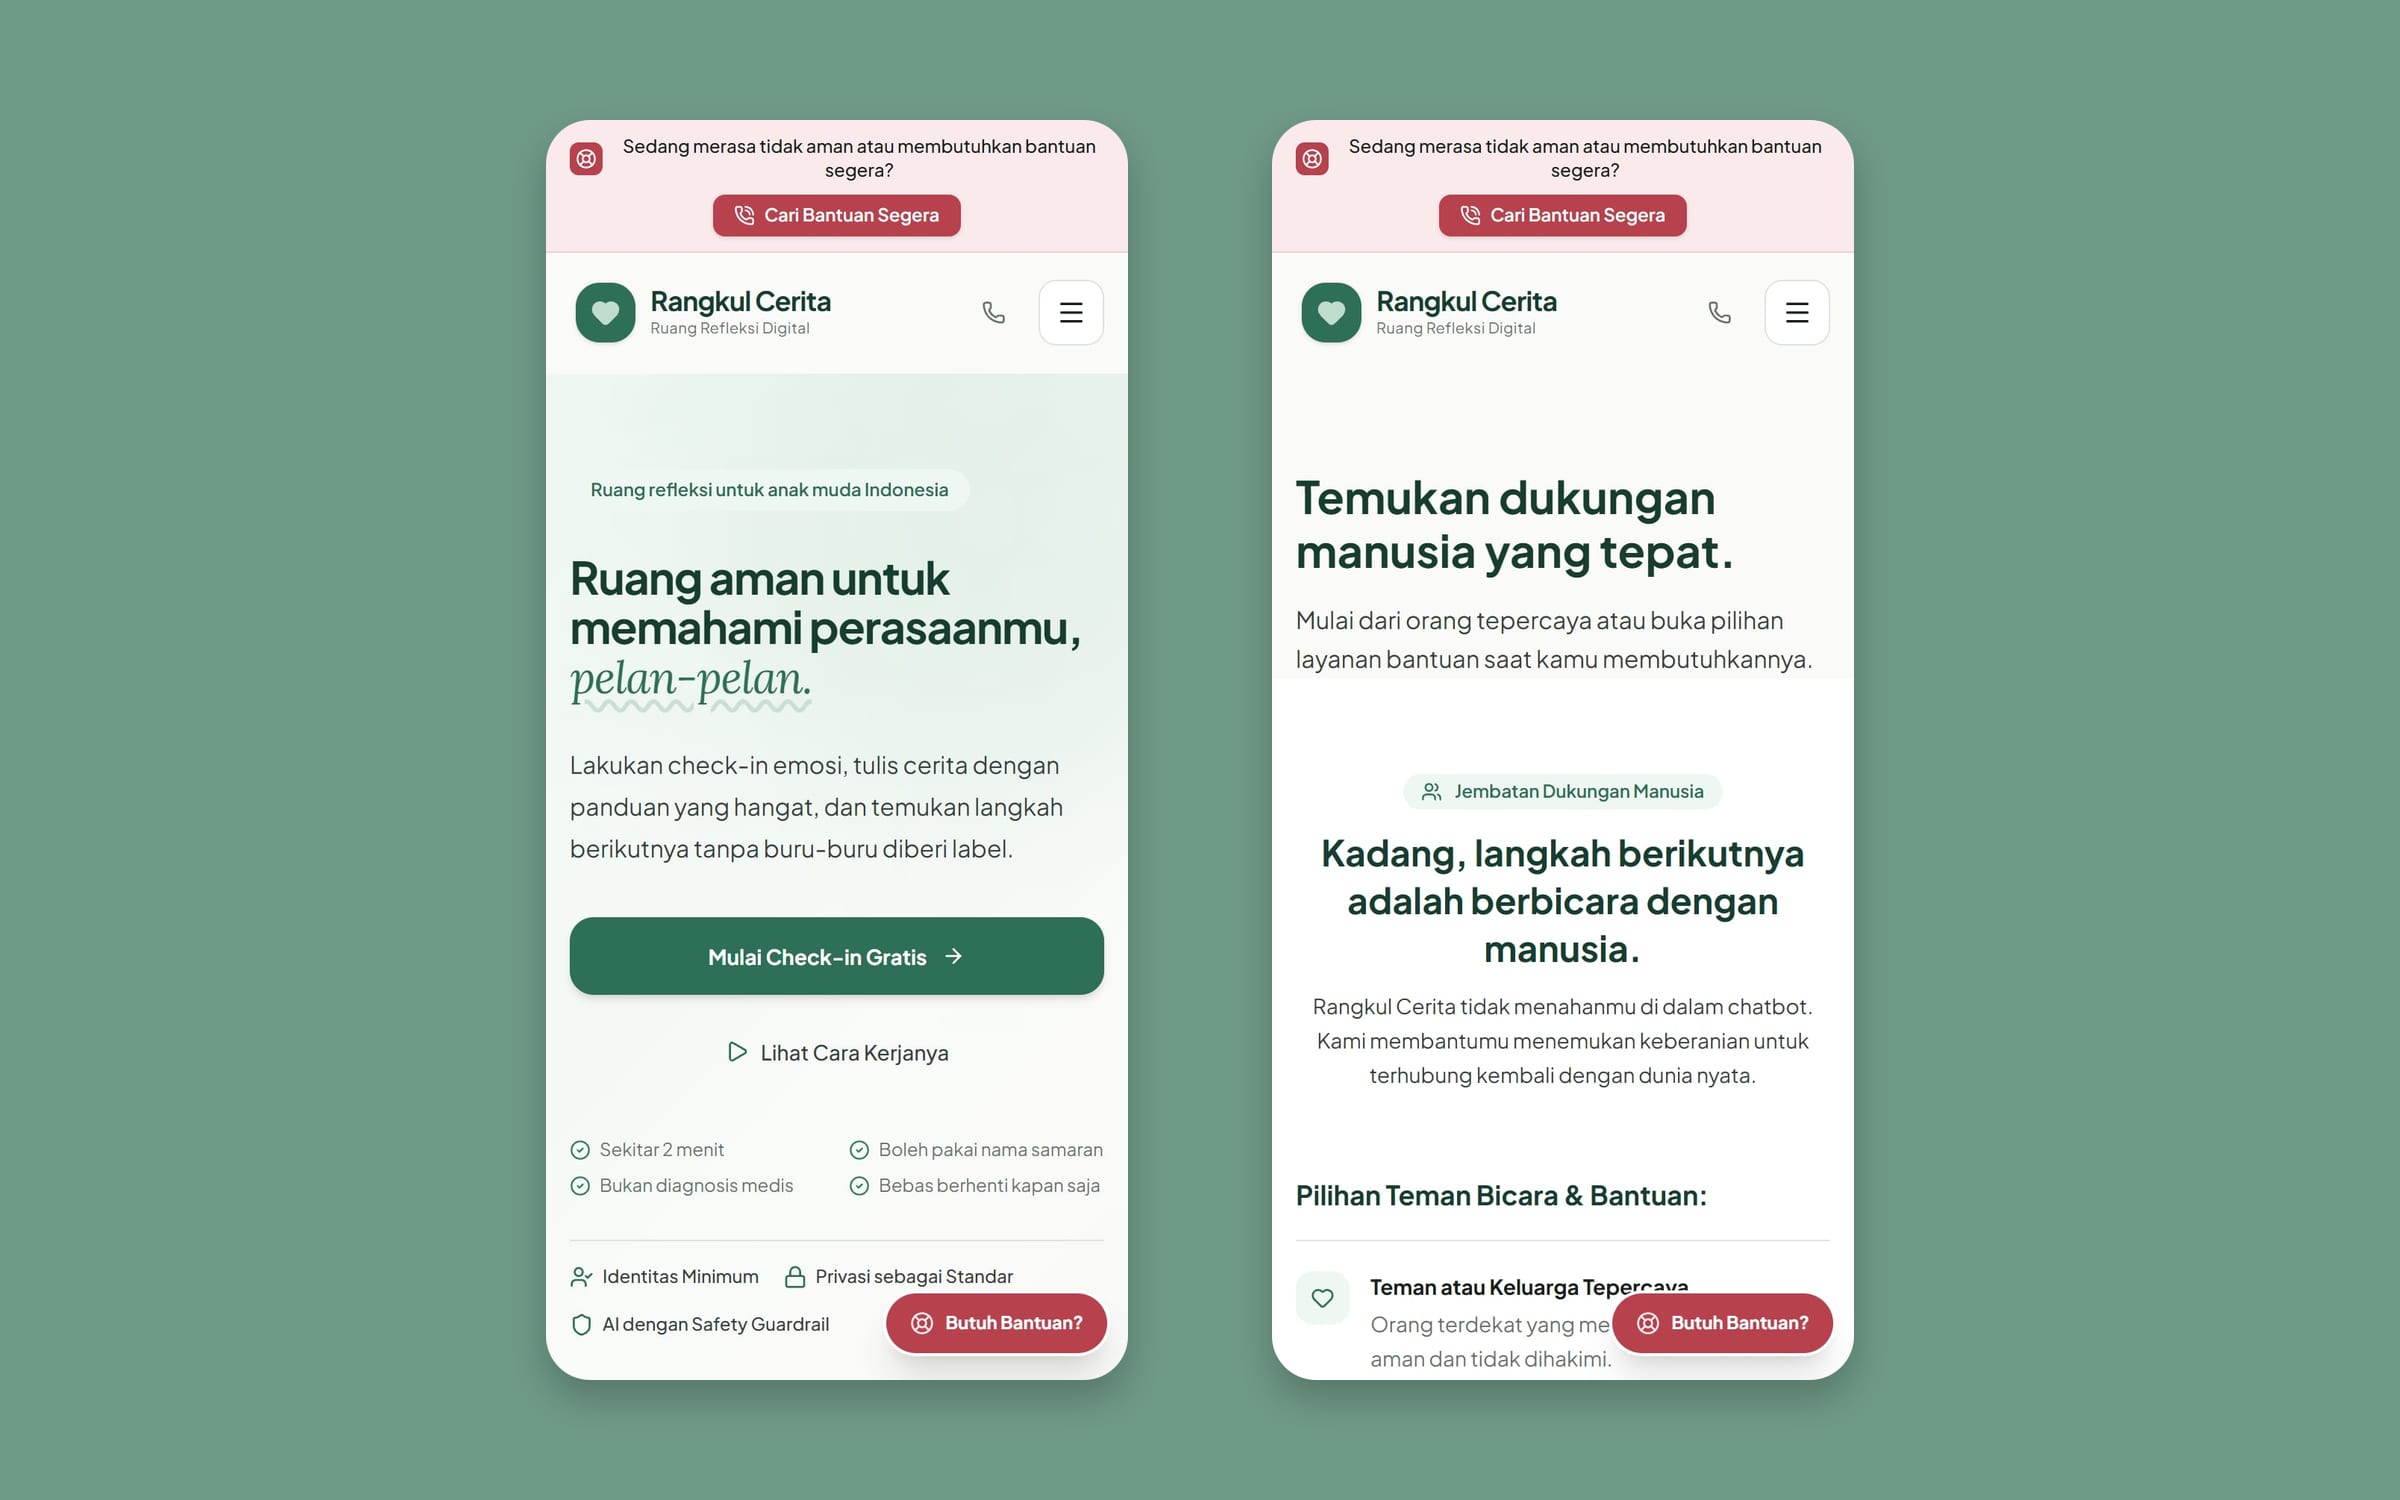 Sedang merasa tidak aman atau membutuhkan bantuan
segera?
Cari Bantuan Segera
Rangkul Cerita
Ruang Refleksi Digital
Ruang refleksi untuk anak muda Indonesia
Ruang aman untuk
memahami perasaanmu,
pelan-pelan.
Lakukan check-in emosi, tulis cerita dengan
panduan yang hangat, dan temukan langkah
berikutnya tanpa buru-buru diberi label.
Mulai Check-in Gratis
Lihat Cara Kerjanya
Sekitar 2 menit
Boleh pakai nama samaran
Bukan diagnosis medis
Bebas berhenti kapan saja
Identitas Minimum
Privasi sebagai Standar
AI dengan Safety Guardrail
Butuh Bantuan?
Sedang merasa tidak aman atau membutuhkan bantuan
segera?
Cari Bantuan Segera
Rangkul Cerita
Ruang Refleksi Digital
Temukan dukungan
manusia yang tepat.
Mulai dari orang tepercaya atau buka pilihan
layanan bantuan saat kamu membutuhkannya.
Jembatan Dukungan Manusia
Kadang, langkah berikutnya
adalah berbicara dengan
manusia.
Rangkul Cerita tidak menahanmu di dalam chatbot.
Kami membantumu menemukan keberanian untuk
terhubung kembali dengan dunia nyata.
Pilihan Teman Bicara & Bantuan:
Teman atau Keluarga Tepercaya
Orang terdekat yang
aman dan tidak dihakimi.
Butuh Bantuan?